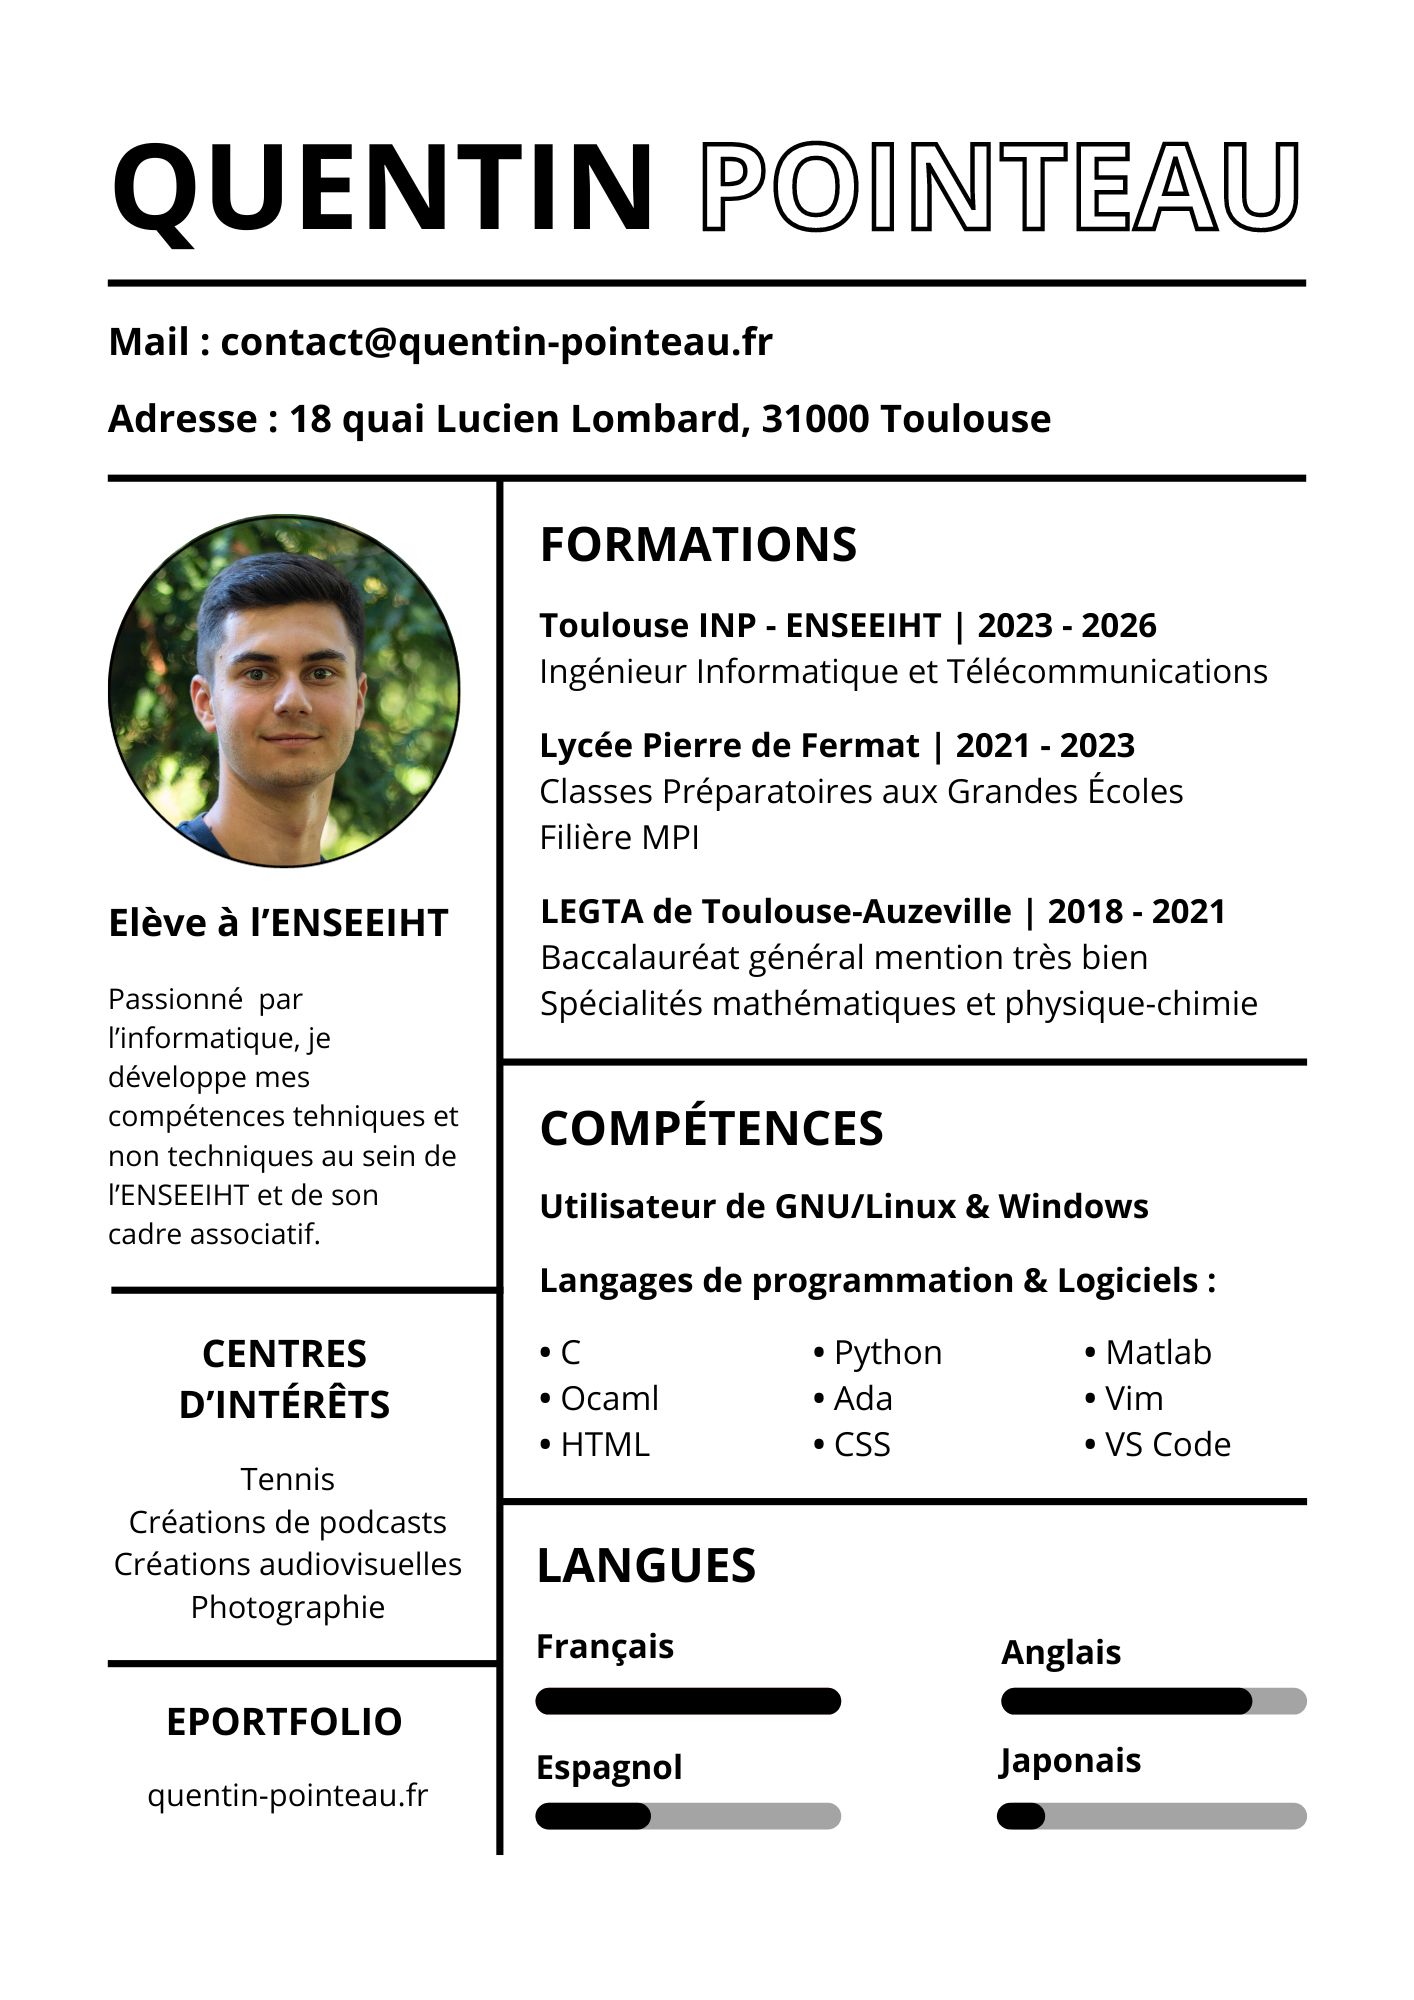 QUENTIN POINTEAU
Mail : contact@quentin-pointeau.fr
Adresse : 18 quai Lucien Lombard, 31000 Toulouse
Elève à l’ENSEEIHT
Passionné  par
l’informatique, je
développe mes
compétences tehniques et
non techniques au sein de
l’ENSEEIHT et de son
cadre associatif.
CENTRES
D’INTÉRÊTS
Tennis
Créations de podcasts
Créations audiovisuelles
Photographie
EPORTFOLIO
quentin-pointeau.fr
FORMATIONS
Toulouse INP - ENSEEIHT | 2023 - 2026
Ingénieur Informatique et Télécommunications
Lycée Pierre de Fermat | 2021 - 2023
Classes Préparatoires aux Grandes Écoles
Filière MPI
LEGTA de Toulouse-Auzeville | 2018 - 2021
Baccalauréat général mention très bien
Spécialités mathématiques et physique-chimie
COMPÉTENCES
Utilisateur de GNU/Linux & Windows
Langages de programmation & Logiciels :
• C
• Ocaml
• HTML
• Python
• Ada
• CSS
• Matlab
• Vim
• VS Code
LANGUES
Français
Anglais
Espagnol
Japonais